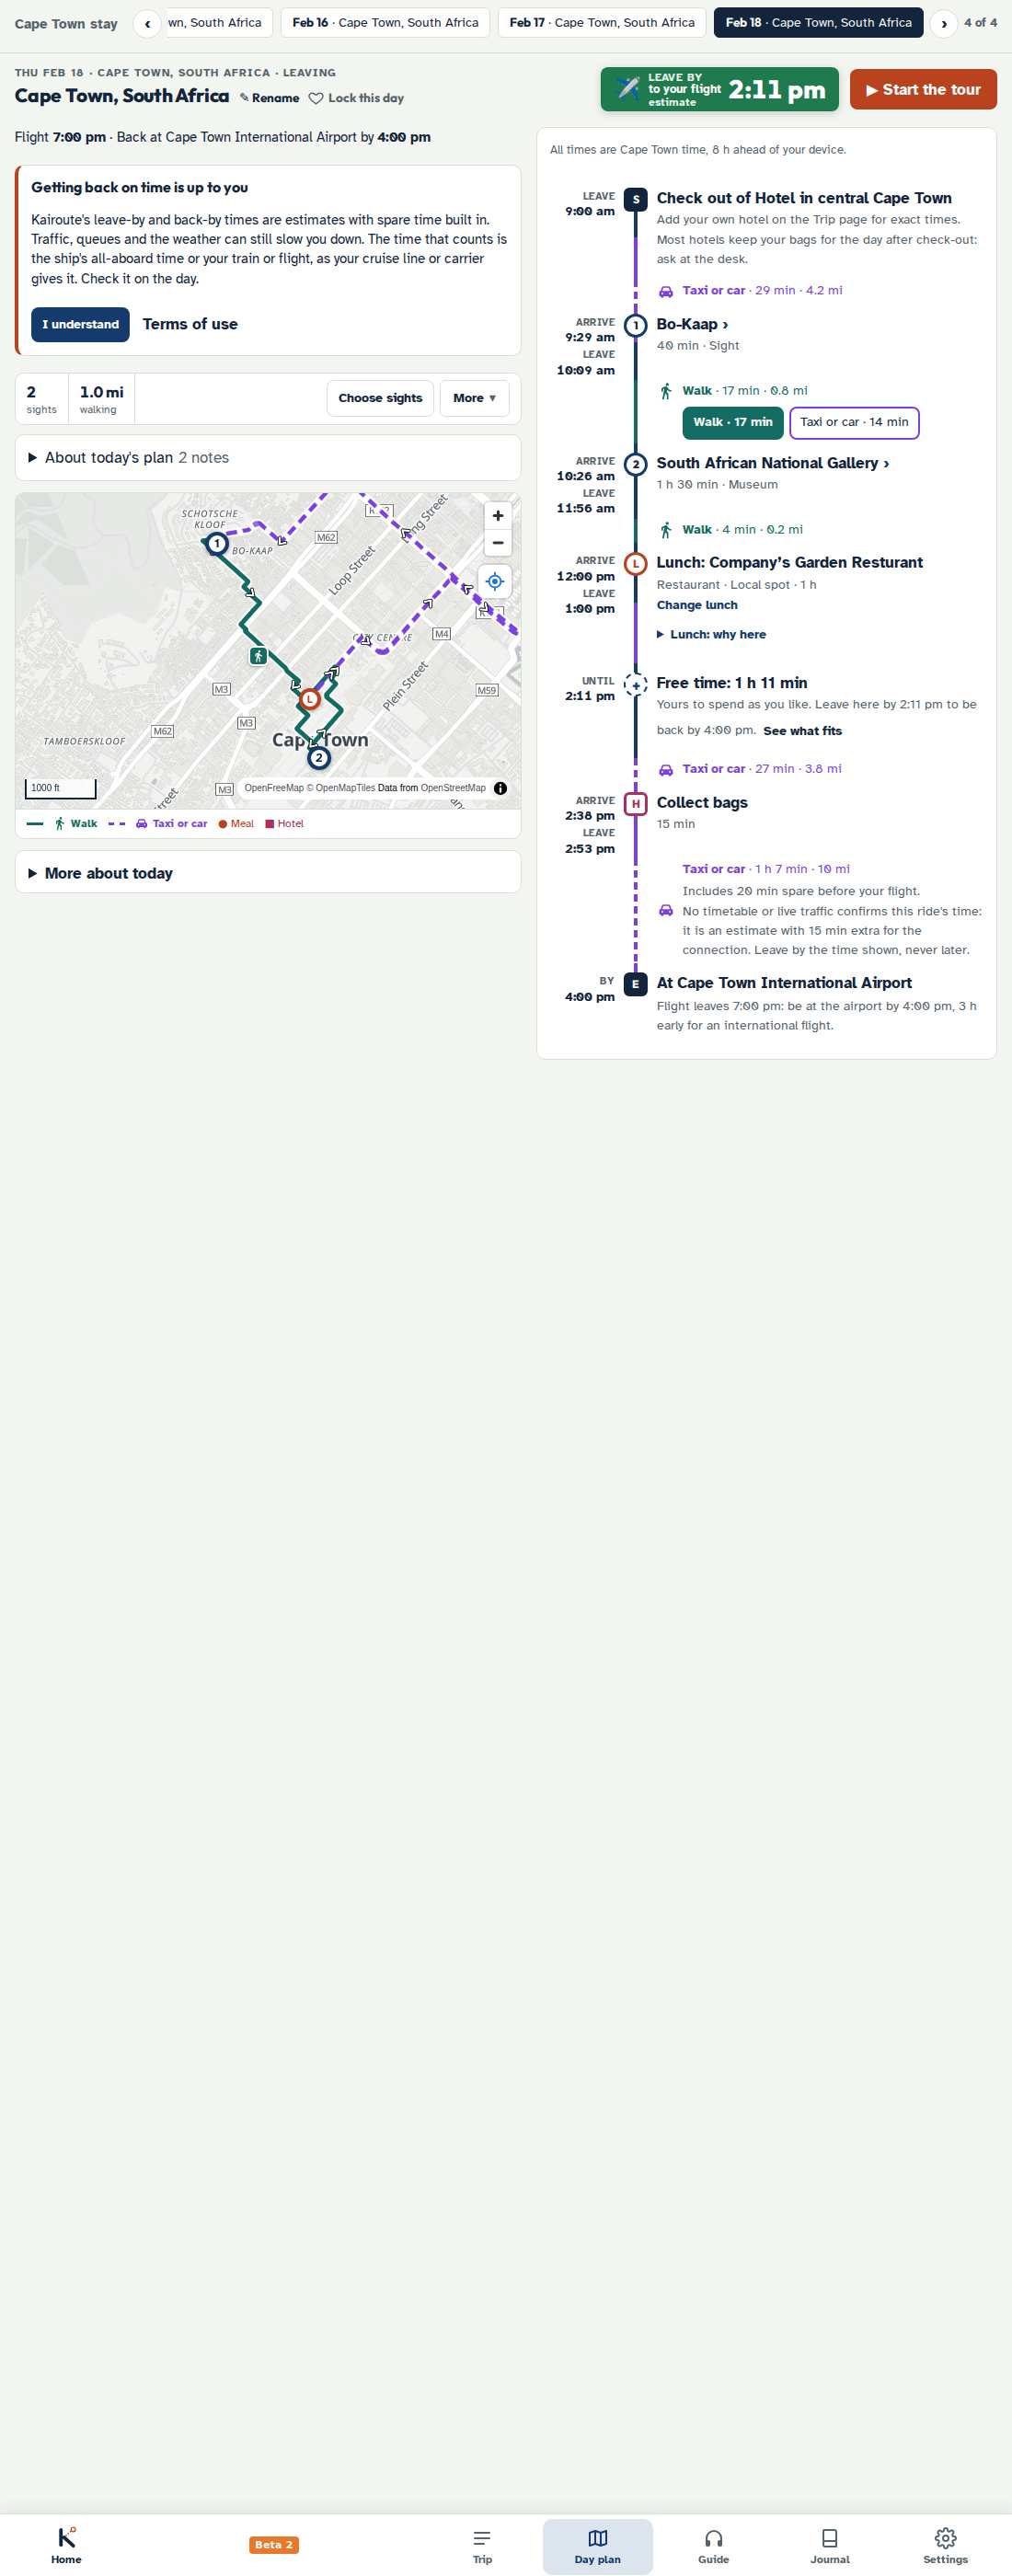 Cape Town stay
‹
wn, South Africa
Feb 16 · Cape Town, South Africa
Feb 17 · Cape Town, South Africa
Feb 18 · Cape Town, South Africa
›
4 of 4
THU FEB 18 · CAPE TOWN, SOUTH AFRICA · LEAVING
Cape Town, South Africa
✎ Rename
Lock this day
LEAVE BY
to your flight
estimate
2:11 pm
▶ Start the tour
Flight 7:00 pm · Back at Cape Town International Airport by 4:00 pm
Getting back on time is up to you
Kairoute's leave-by and back-by times are estimates with spare time built in.
Traffic, queues and the weather can still slow you down. The time that counts is
the ship's all-aboard time or your train or flight, as your cruise line or carrier
gives it. Check it on the day.
I understand
Terms of use
2
sights
1.0 mi
walking
Choose sights
More ▼
▶ About today's plan 2 notes
SCHOTSCHE
KLOOF
BO-KAAP
M62
Loop Street
M4
M3
Plein Street
M59
M3
M62
TAMBOERSKLOOF
M3
1
L
2
+
−
1000 ft
OpenFreeMap © OpenMapTiles Data from OpenStreetMap
Walk
Taxi or car
Meal
Hotel
▶ More about today
All times are Cape Town time, 8 h ahead of your device.
LEAVE
9:00 am
S
Check out of Hotel in central Cape Town
Add your own hotel on the Trip page for exact times.
Most hotels keep your bags for the day after check-out:
ask at the desk.
Taxi or car · 29 min · 4.2 mi
ARRIVE
9:29 am
LEAVE
10:09 am
1
Bo-Kaap ›
40 min · Sight
Walk · 17 min · 0.8 mi
Walk · 17 min
Taxi or car · 14 min
ARRIVE
10:26 am
LEAVE
11:56 am
2
South African National Gallery ›
1 h 30 min · Museum
Walk · 4 min · 0.2 mi
ARRIVE
12:00 pm
LEAVE
1:00 pm
L
Lunch: Company's Garden Resturant
Restaurant · Local spot · 1 h
Change lunch
▶ Lunch: why here
UNTIL
2:11 pm
+
Free time: 1 h 11 min
Yours to spend as you like. Leave here by 2:11 pm to be
back by 4:00 pm. See what fits
Taxi or car · 27 min · 3.8 mi
ARRIVE
2:38 pm
LEAVE
2:53 pm
H
Collect bags
15 min
Taxi or car · 1 h 7 min · 10 mi
Includes 20 min spare before your flight.
No timetable or live traffic confirms this ride's time:
it is an estimate with 15 min extra for the
connection. Leave by the time shown, never later.
BY
4:00 pm
E
At Cape Town International Airport
Flight leaves 7:00 pm: be at the airport by 4:00 pm, 3 h
early for an international flight.
Home
Beta 2
Trip
Day plan
Guide
Journal
Settings